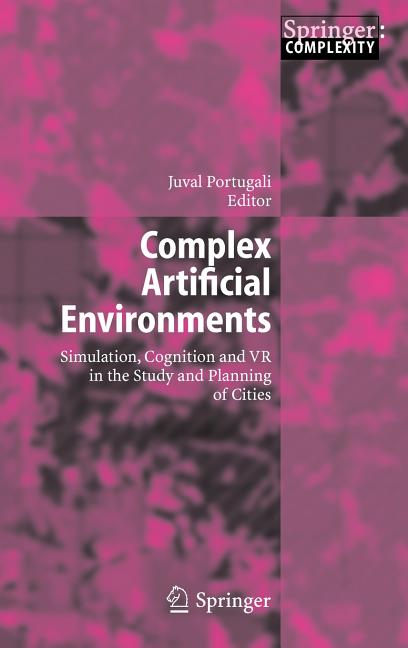 Springer:
COMPLEXITY
Juval Portugali
Editor
Complex
Artificial
Environments
Simulation, Cognition and VR
in the Study and Planning
of Cities
Springer